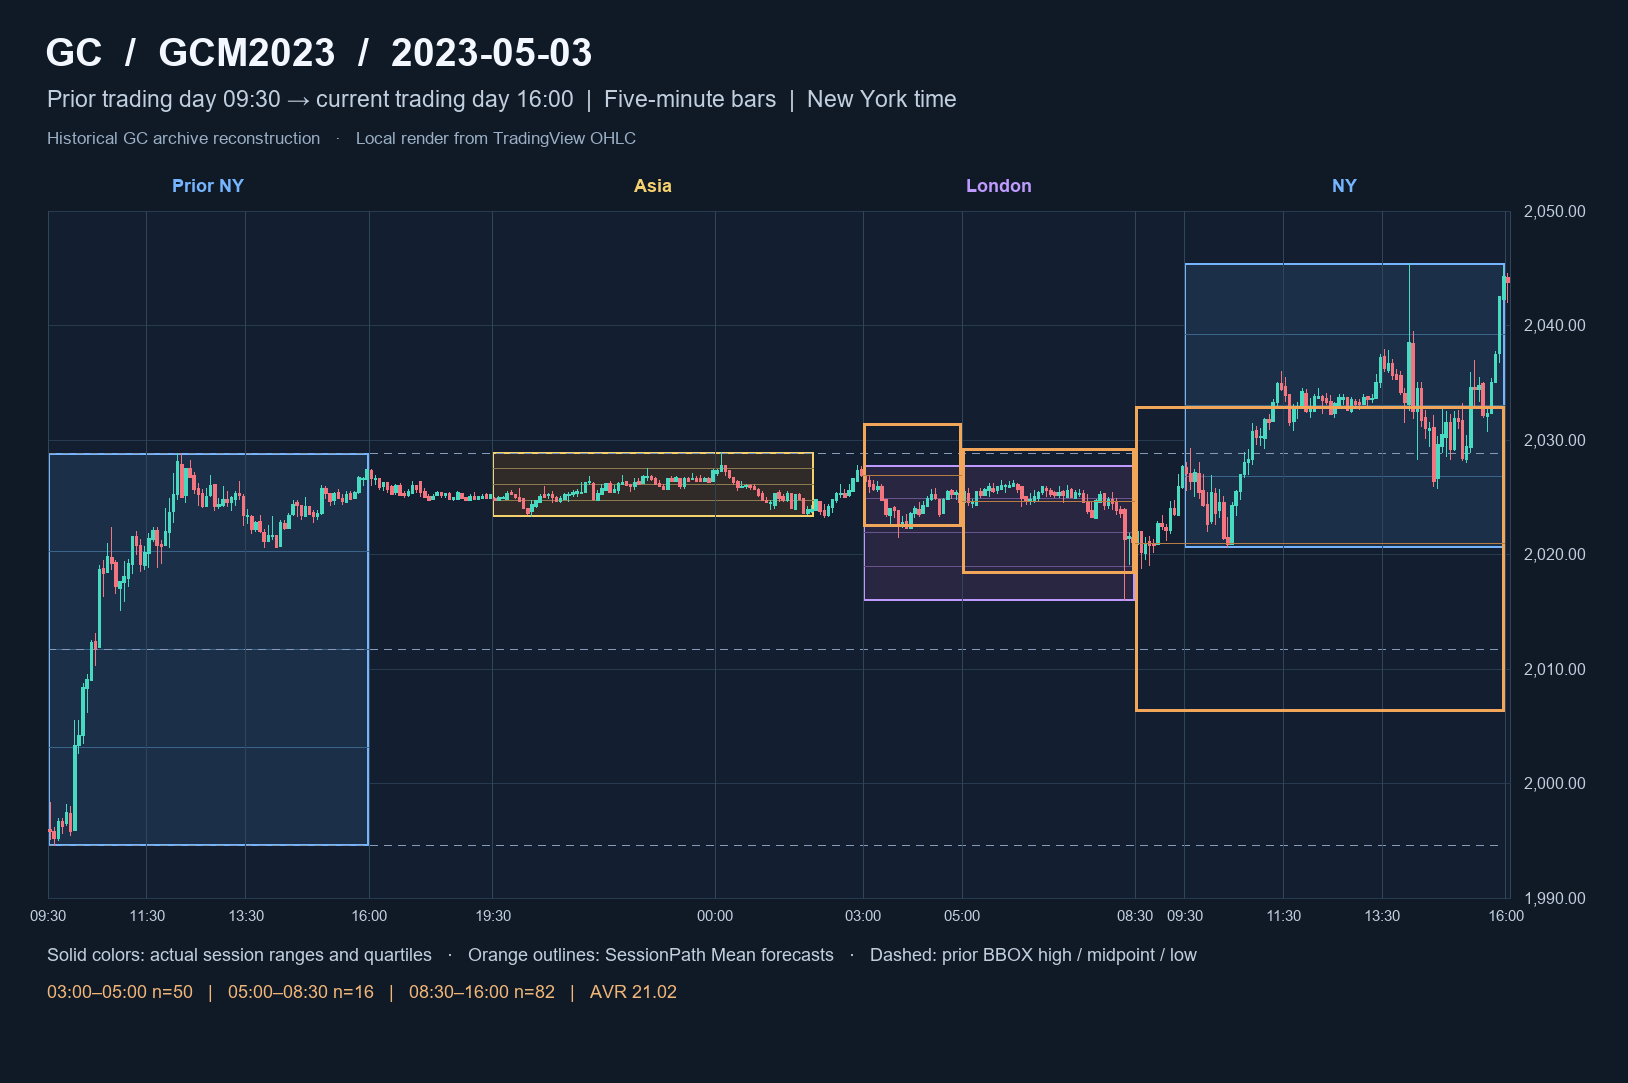 GC / GCM2023 / 2023-05-03
Prior trading day 09:30 → current trading day 16:00 | Five-minute bars | New York time
Historical GC archive reconstruction · Local render from TradingView OHLC
Prior NY Asia London NY
2,050.00
2,040.00
2,030.00
2,020.00
2,010.00
2,000.00
1,990.00
09:30 11:30 13:30 16:00 19:30 00:00 03:00 05:00 08:30 09:30 11:30 13:30 16:00
Solid colors: actual session ranges and quartiles · Orange outlines: SessionPath Mean forecasts · Dashed: prior BBOX high / midpoint / low
03:00–05:00 n=50 | 05:00–08:30 n=16 | 08:30–16:00 n=82 | AVR 21.02